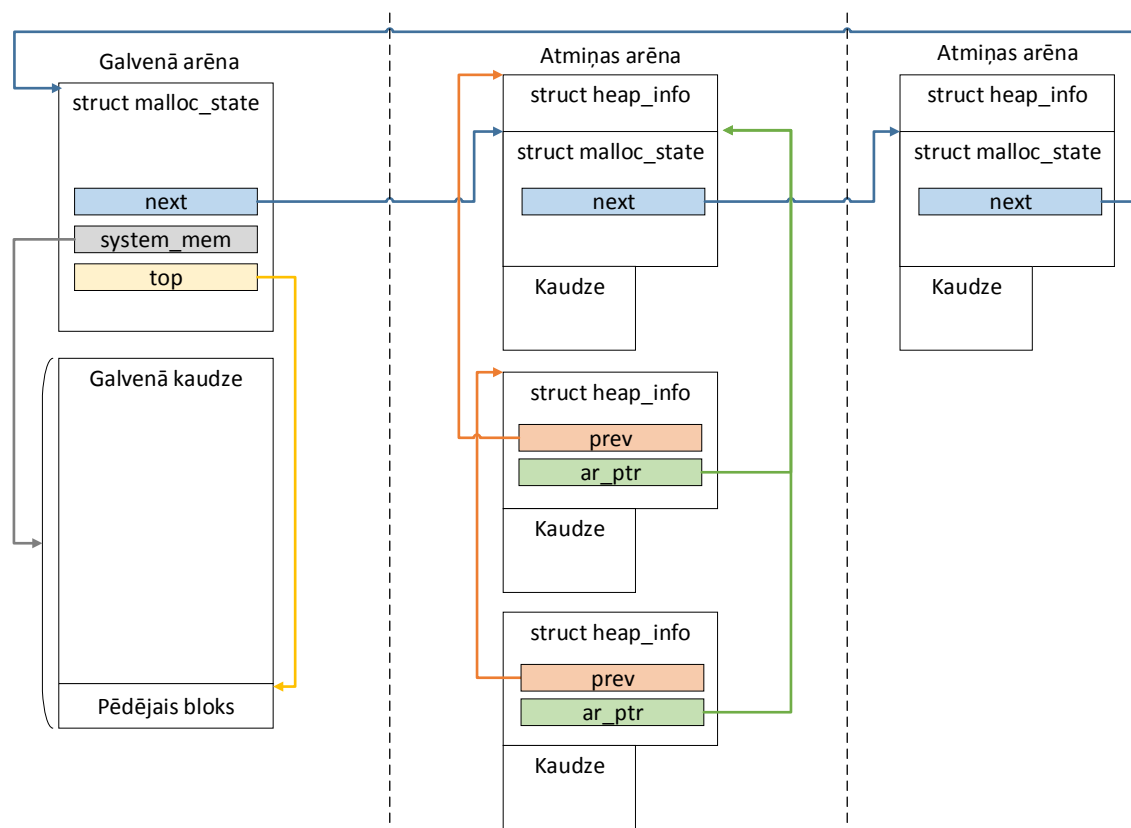 Galvenā arēna
struct malloc_state
next
system_mem
top
Galvenā kaudze
Pēdējais bloks
Atmiņas arēna
struct heap_info
struct malloc_state
next
Kaudze
struct heap_info
prev
ar_ptr
Kaudze
struct heap_info
prev
ar_ptr
Kaudze
Atmiņas arēna
struct heap_info
struct malloc_state
next
Kaudze